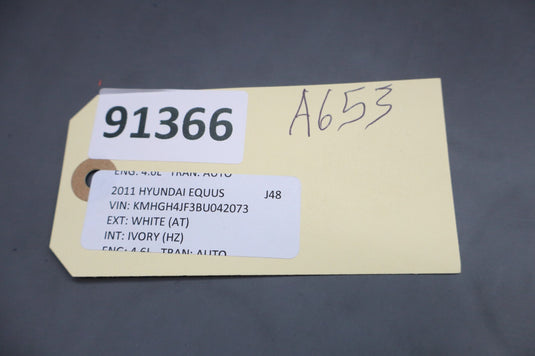 91366
A653
ENG: 4.6L TRAN: AUTO
2011 HYUNDAI EQUUS J48
VIN: KMHGH4JF3BU042073
EXT: WHITE (AT)
INT: IVORY (HZ)
ENG: 4.6L TRAN: AUTO